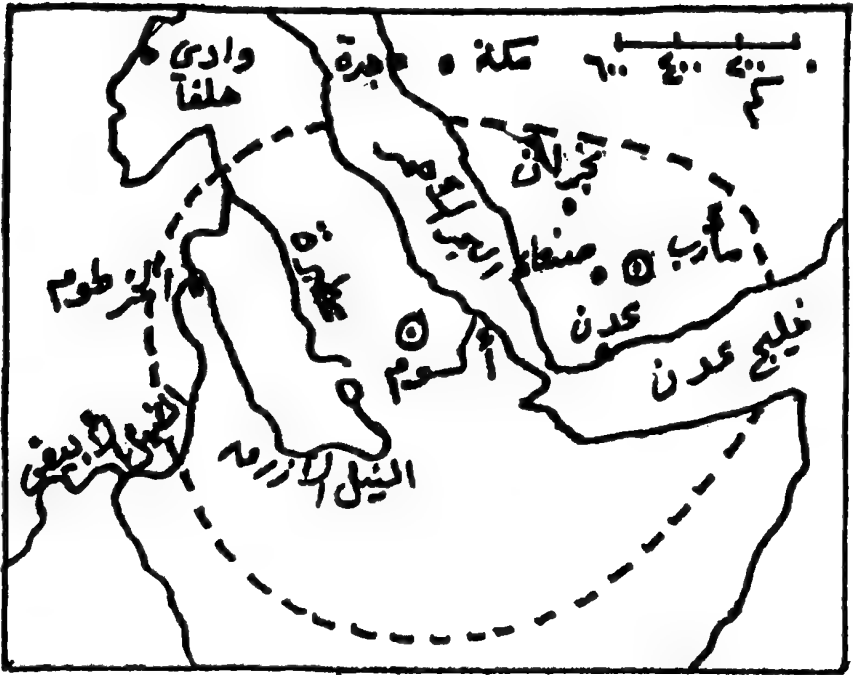 وادى
حلفا
جدة
مكة
٦٠٠ ٤٠٠ ٢٠٠ ٠
كم
نجران
البحر الأحمر
صنعاء
مأرب
الخرطوم
أكسوم
عدن
خليج عدن
النيل الأبيض
النيل الأزرق